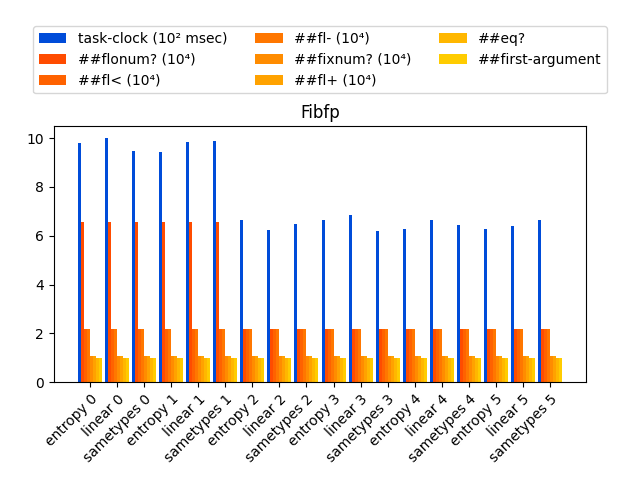 task-clock (10² msec)
##flonum? (10⁴)
##fl< (10⁴)
##fl- (10⁴)
##fixnum? (10⁴)
##fl+ (10⁴)
##eq?
##first-argument
Fibfp
10
8
6
4
2
0
entropy 0
linear 0
sametypes 0
entropy 1
linear 1
sametypes 1
entropy 2
linear 2
sametypes 2
entropy 3
linear 3
sametypes 3
entropy 4
linear 4
sametypes 4
entropy 5
linear 5
sametypes 5